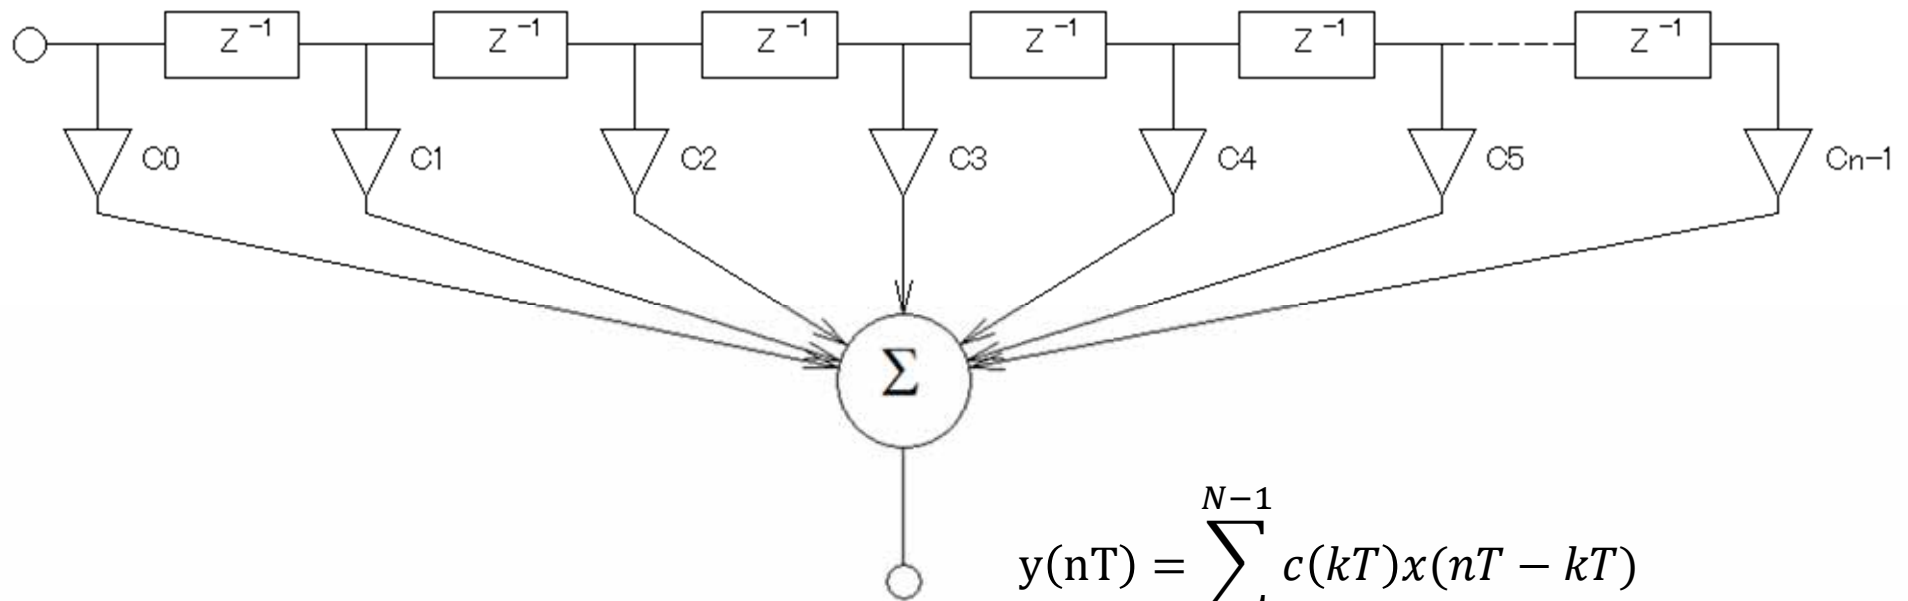 Z⁻¹ Z⁻¹ Z⁻¹ Z⁻¹ Z⁻¹ Z⁻¹
C0 C1 C2 C3 C4 C5 Cn-1
Σ
N−1
y(nT) = ∑ c(kT)x(nT − kT)